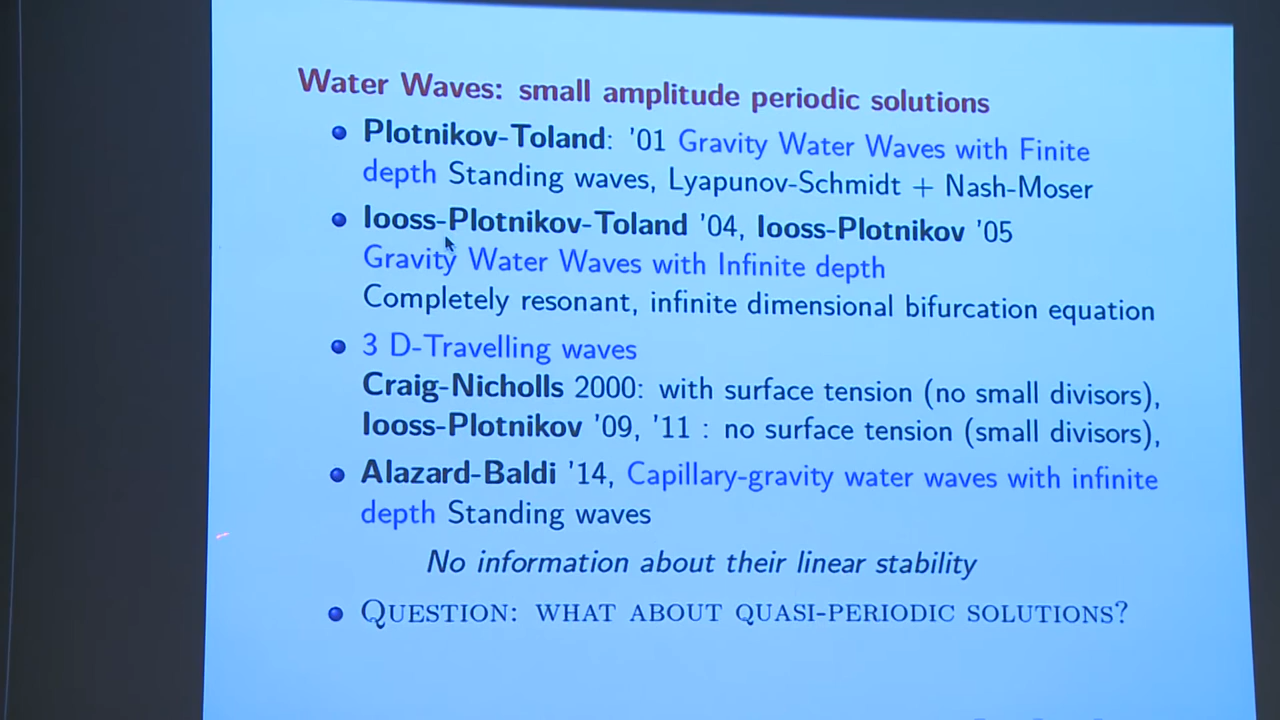 Water Waves: small amplitude periodic solutions
Plotnikov-Toland: '01 Gravity Water Waves with Finite
depth Standing waves, Lyapunov-Schmidt + Nash-Moser
Iooss-Plotnikov-Toland '04, Iooss-Plotnikov '05
Gravity Water Waves with Infinite depth
Completely resonant, infinite dimensional bifurcation equation
3 D-Travelling waves
Craig-Nicholls 2000: with surface tension (no small divisors),
Iooss-Plotnikov '09, '11 : no surface tension (small divisors),
Alazard-Baldi '14, Capillary-gravity water waves with infinite
depth Standing waves
No information about their linear stability
QUESTION: WHAT ABOUT QUASI-PERIODIC SOLUTIONS?